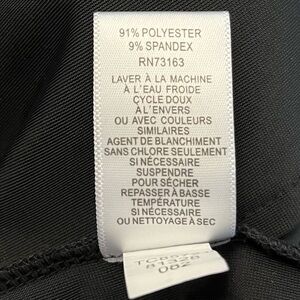 91% POLYESTER
9% SPANDEX
RN73163
LAVER À LA MACHINE
À L'EAU FROIDE
CYCLE DOUX
À L'ENVERS
OU AVEC COULEURS
SIMILAIRES
AGENT DE BLANCHIMENT
SANS CHLORE SEULEMENT
SI NÉCESSAIRE
SUSPENDRE
POUR SÉCHER
REPASSER À BASSE
TEMPÉRATURE
SI NÉCESSAIRE
OU NETTOYAGE À SEC
082